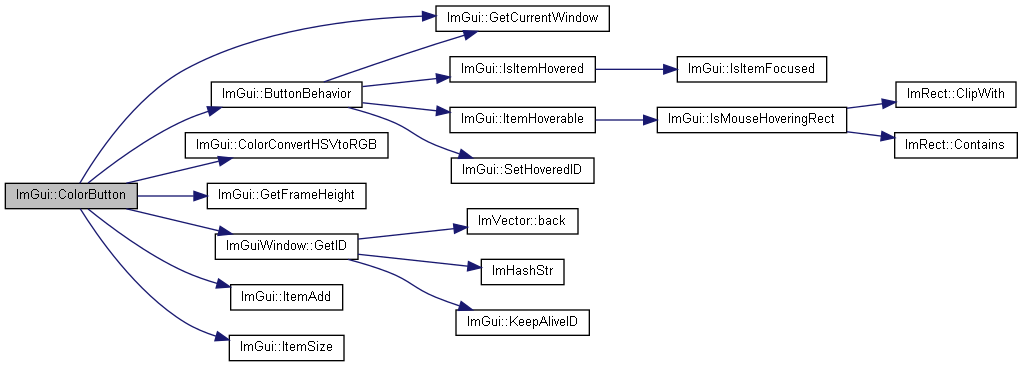 ImGui::GetCurrentWindow
ImGui::IsItemHovered
ImGui::IsItemFocused
ImGui::ButtonBehavior
ImRect::ClipWith
ImGui::ItemHoverable
ImGui::IsMouseHoveringRect
ImGui::ColorConvertHSVtoRGB
ImRect::Contains
ImGui::SetHoveredID
ImGui::ColorButton
ImGui::GetFrameHeight
ImVector::back
ImGuiWindow::GetID
ImHashStr
ImGui::ItemAdd
ImGui::KeepAliveID
ImGui::ItemSize